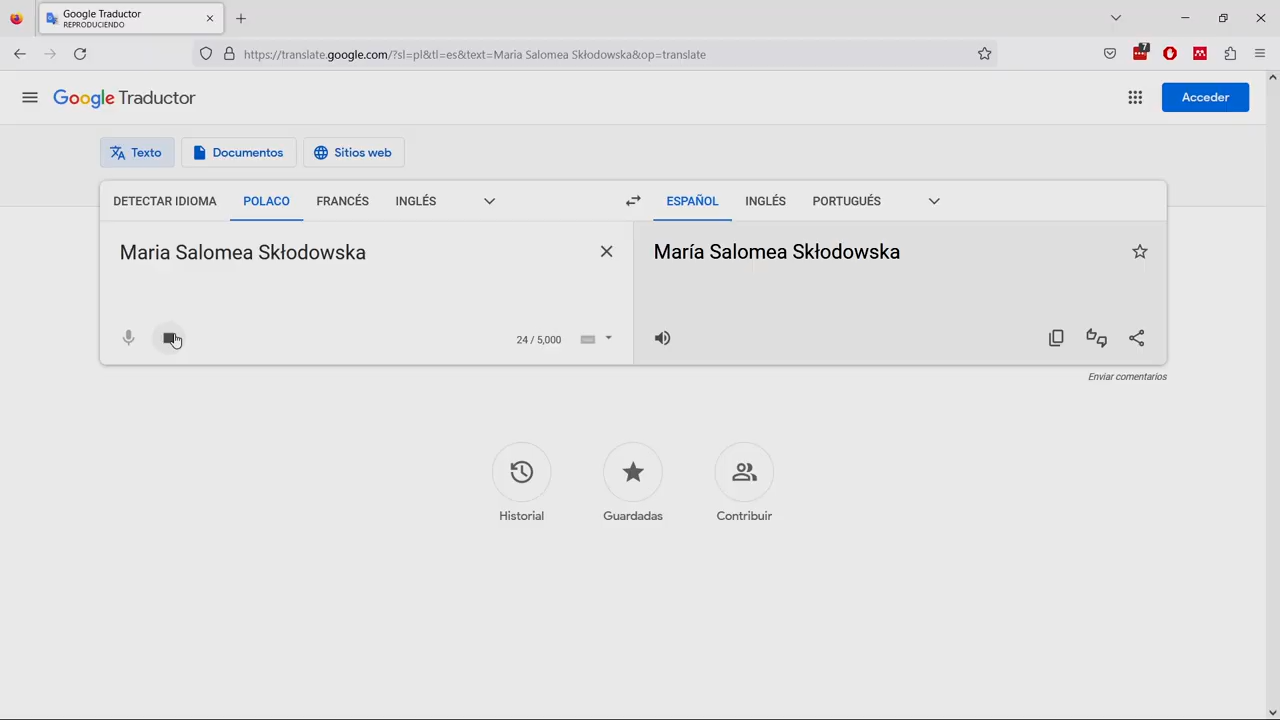 Google Traductor
REPRODUCIENDO
https://translate.google.com/?sl=pl&tl=es&text=Maria Salomea Skłodowska&op=translate
7
Google Traductor
Acceder
Texto
Documentos
Sitios web
DETECTAR IDIOMA POLACO FRANCÉS INGLÉS
ESPAÑOL INGLÉS PORTUGUÉS
Maria Salomea Skłodowska
María Salomea Skłodowska
24 / 5,000
Enviar comentarios
Historial
Guardadas
Contribuir